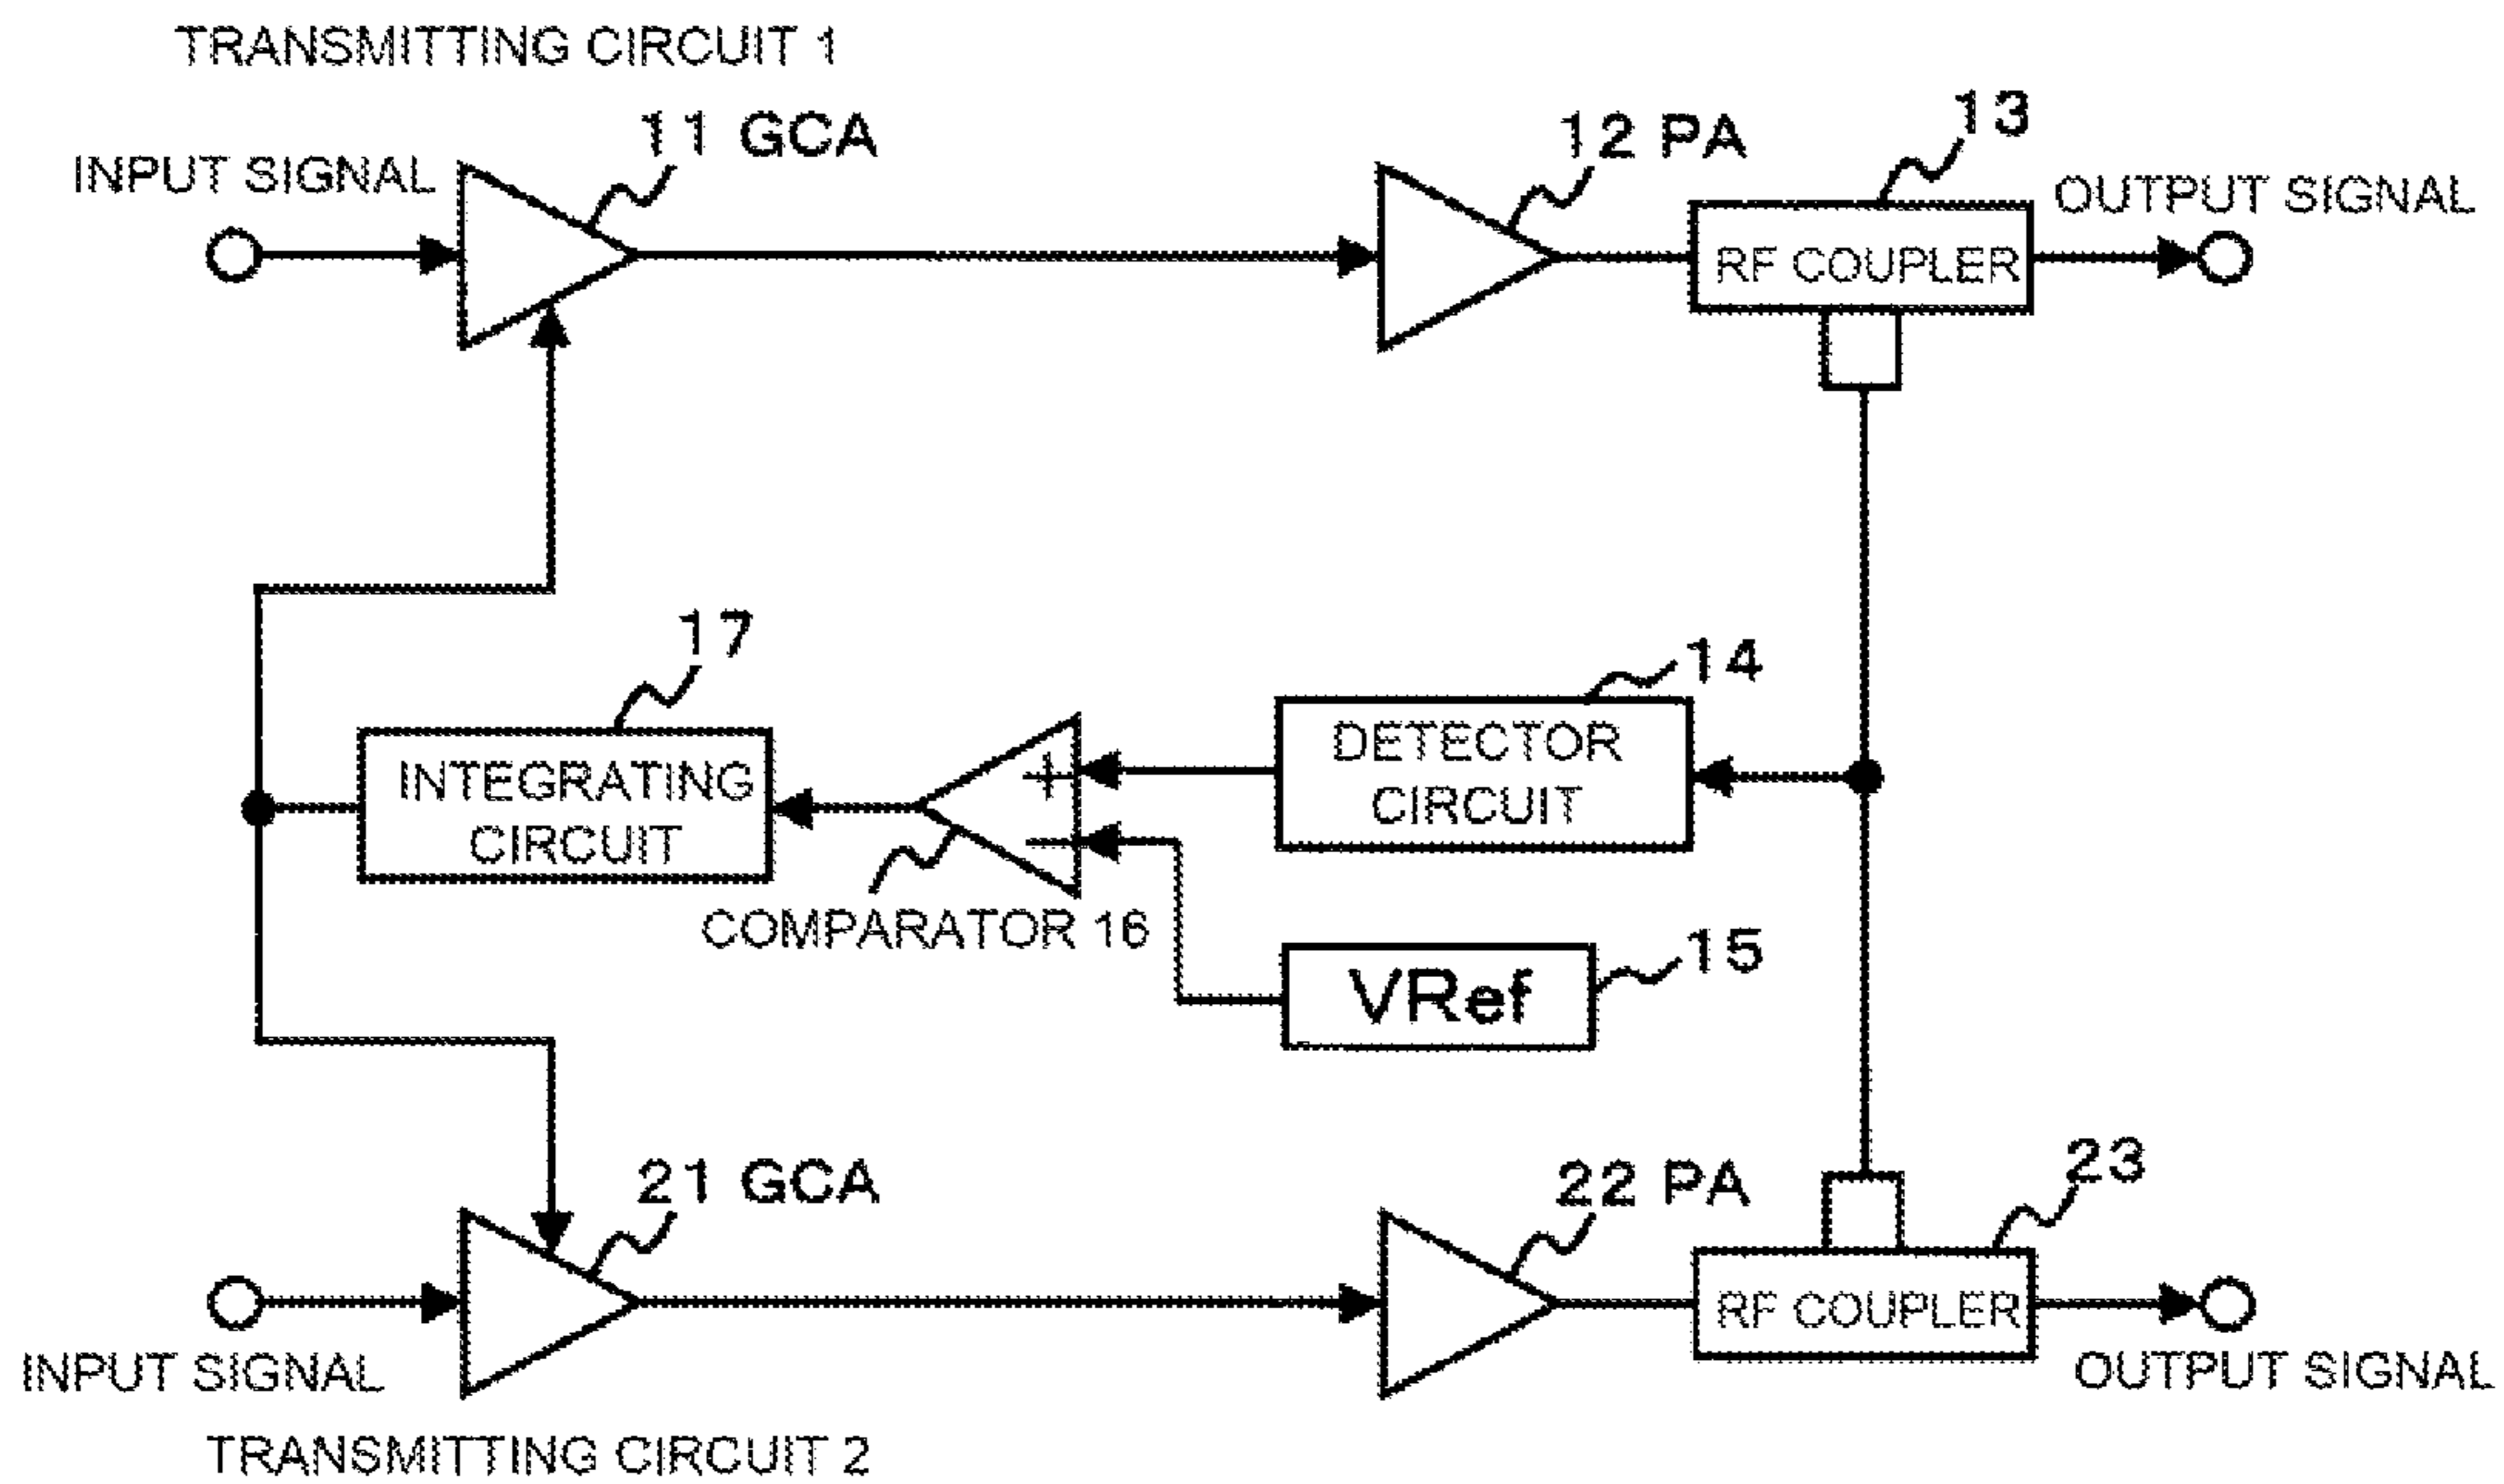 TRANSMITTING CIRCUIT 1
11 GCA
12 PA
13
INPUT SIGNAL
OUTPUT SIGNAL
RF COUPLER
17
14
INTEGRATING
CIRCUIT
+
−
DETECTOR
CIRCUIT
COMPARATOR 16
VRef
15
21 GCA
22 PA
23
RF COUPLER
INPUT SIGNAL
OUTPUT SIGNAL
TRANSMITTING CIRCUIT 2